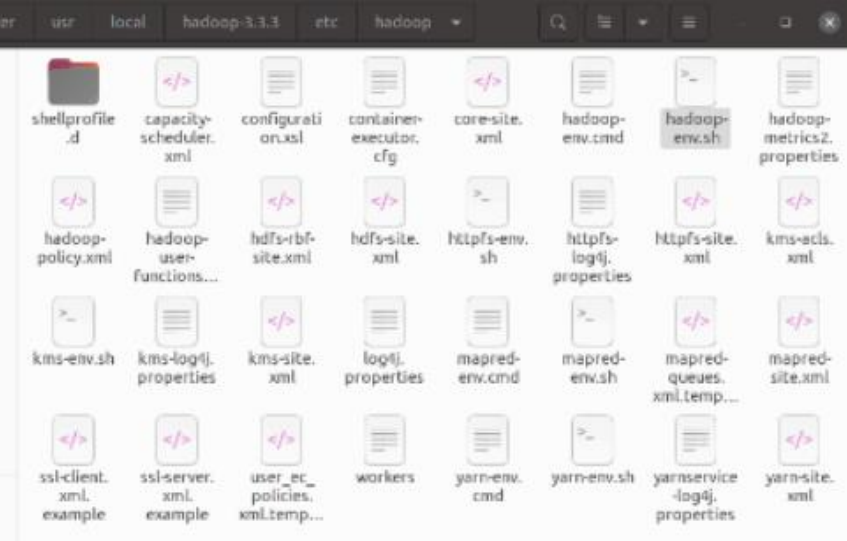 er usr local hadoop-3.3.3 etc hadoop
shellprofile
.d
capacity-
scheduler.
xml
configurati
on.xsl
container-
executor.
cfg
core-site.
xml
hadoop-
env.cmd
hadoop-
env.sh
hadoop-
metrics2.
properties
hadoop-
policy.xml
hadoop-
user-
functions...
hdfs-rbf-
site.xml
hdfs-site.
xml
httpfs-env.
sh
httpfs-
log4j.
properties
httpfs-site.
xml
kms-acls.
xml
kms-env.sh
kms-log4j.
properties
kms-site.
xml
log4j.
properties
mapred-
env.cmd
mapred-
env.sh
mapred-
queues.
xml.temp...
mapred-
site.xml
ssl-client.
xml.
example
ssl-server.
xml.
example
user_ec_
policies.
xml.temp...
workers
yarn-env.
cmd
yarn-env.sh
yarnservice
-log4j.
properties
yarn-site.
xml